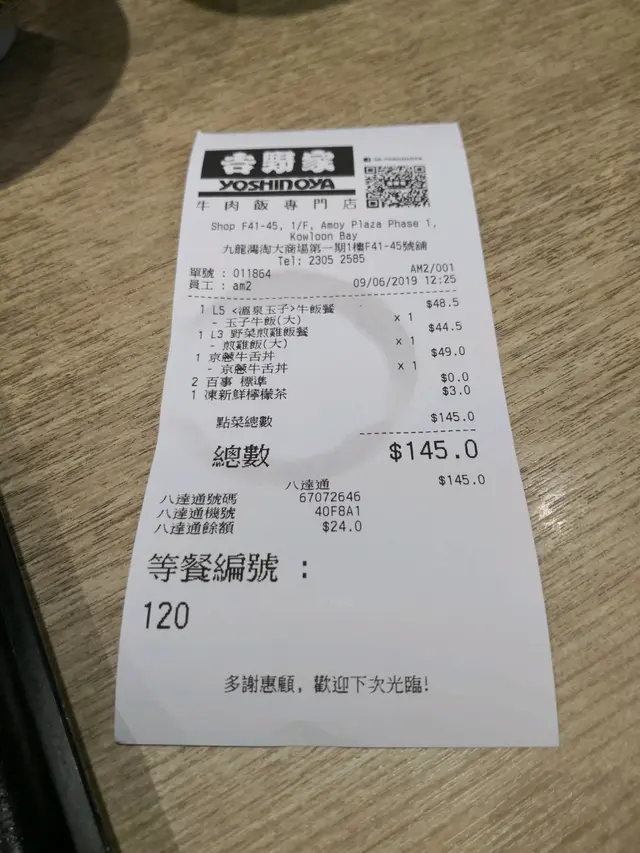 吉野家
YOSHINOYA
牛肉飯專門店
Shop F41-45, 1/F, Amoy Plaza Phase 1,
Kowloon Bay
九龍灣淘大商場第一期1樓F41-45號舖
Tel: 2305 2585
單號 : 011864 AM2/001
員工 : am2 09/06/2019 12:25
1 L5 <溫泉玉子>牛飯餐 $48.5
- 玉子牛飯(大) x 1
1 L3 野菜煎雞飯餐 $44.5
- 煎雞飯(大) x 1
1 京蔥牛舌丼 $49.0
- 京蔥牛舌丼 x 1
2 百事 標準 $0.0
1 凍新鮮檸檬茶 $3.0
點菜總數 $145.0
總數 $145.0
八達通 $145.0
八達通號碼 67072646
八達通機號 40F8A1
八達通餘額 $24.0
等餐編號 :
120
多謝惠顧, 歡迎下次光臨!